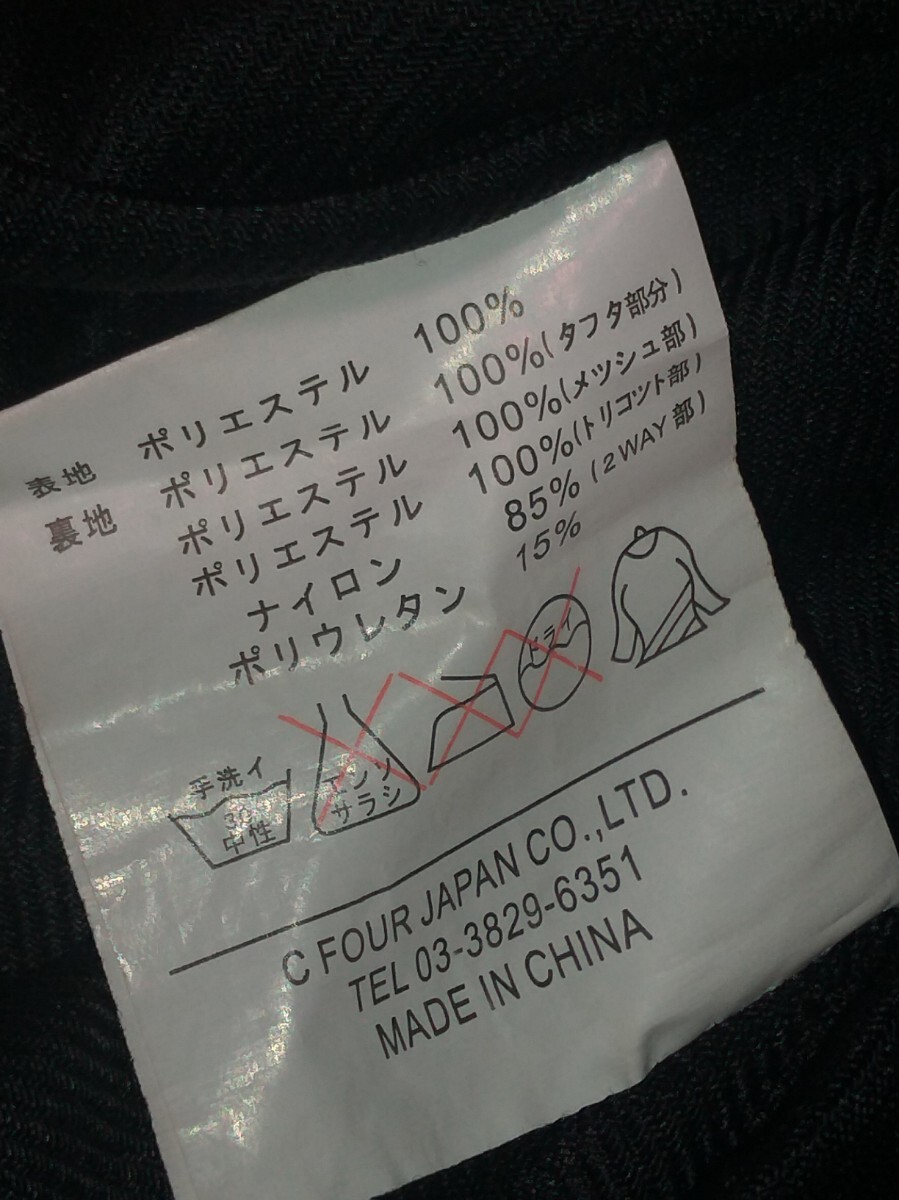 表地 ポリエステル 100%
裏地 ポリエステル 100%(タフタ部分)
ポリエステル 100%(メツシュ部)
ポリエステル 100%(トリコツト部)
ナイロン 85% (2WAY部)
ポリウレタン 15%
手洗イ
30
中性
エンソ
サラシ
ドライ
C FOUR JAPAN CO.,LTD.
TEL 03-3829-6351
MADE IN CHINA